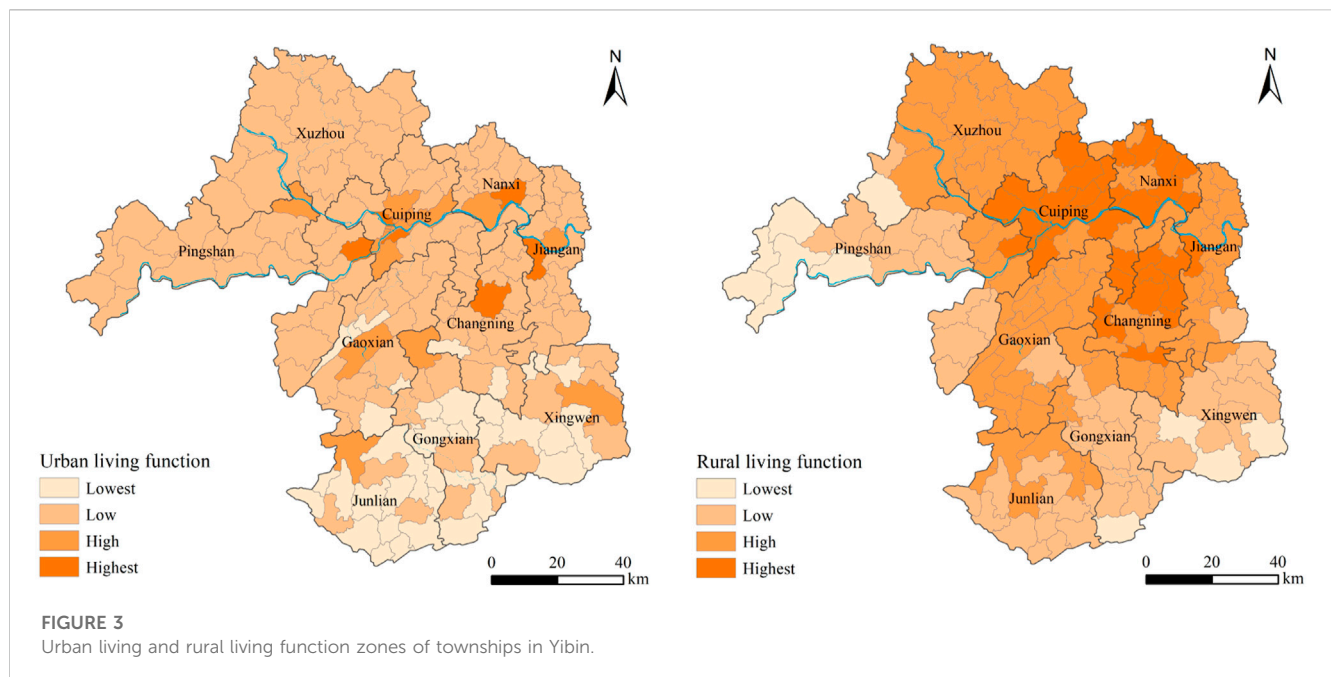 N
Xuzhou
Nanxi
Cuiping
Pingshan
Jiangan
Changning
Gaoxian
Xingwen
Gongxian
Junlian
Urban living function
Lowest
Low
High
Highest
0 20 40
km
N
Xuzhou
Nanxi
Cuiping
Pingshan
Jiangan
Changning
Gaoxian
Xingwen
Gongxian
Junlian
Rural living function
Lowest
Low
High
Highest
0 20 40
km
FIGURE 3
Urban living and rural living function zones of townships in Yibin.